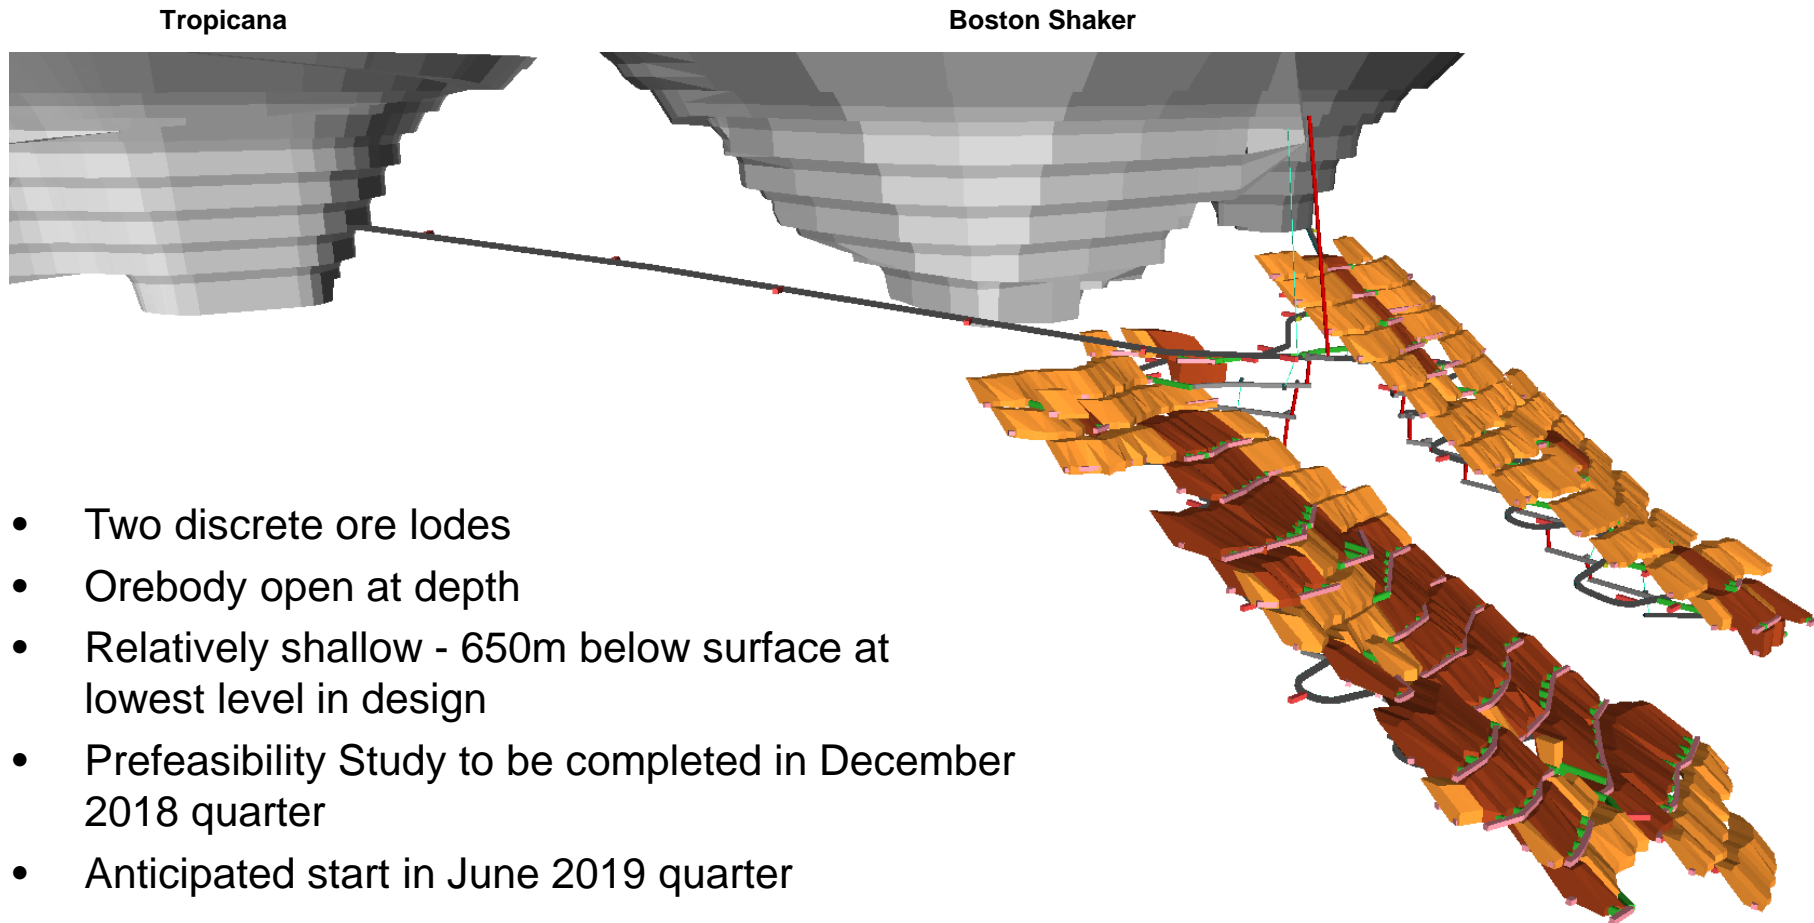 Tropicana
Boston Shaker
• Two discrete ore lodes
• Orebody open at depth
• Relatively shallow - 650m below surface at
lowest level in design
• Prefeasibility Study to be completed in December
2018 quarter
• Anticipated start in June 2019 quarter